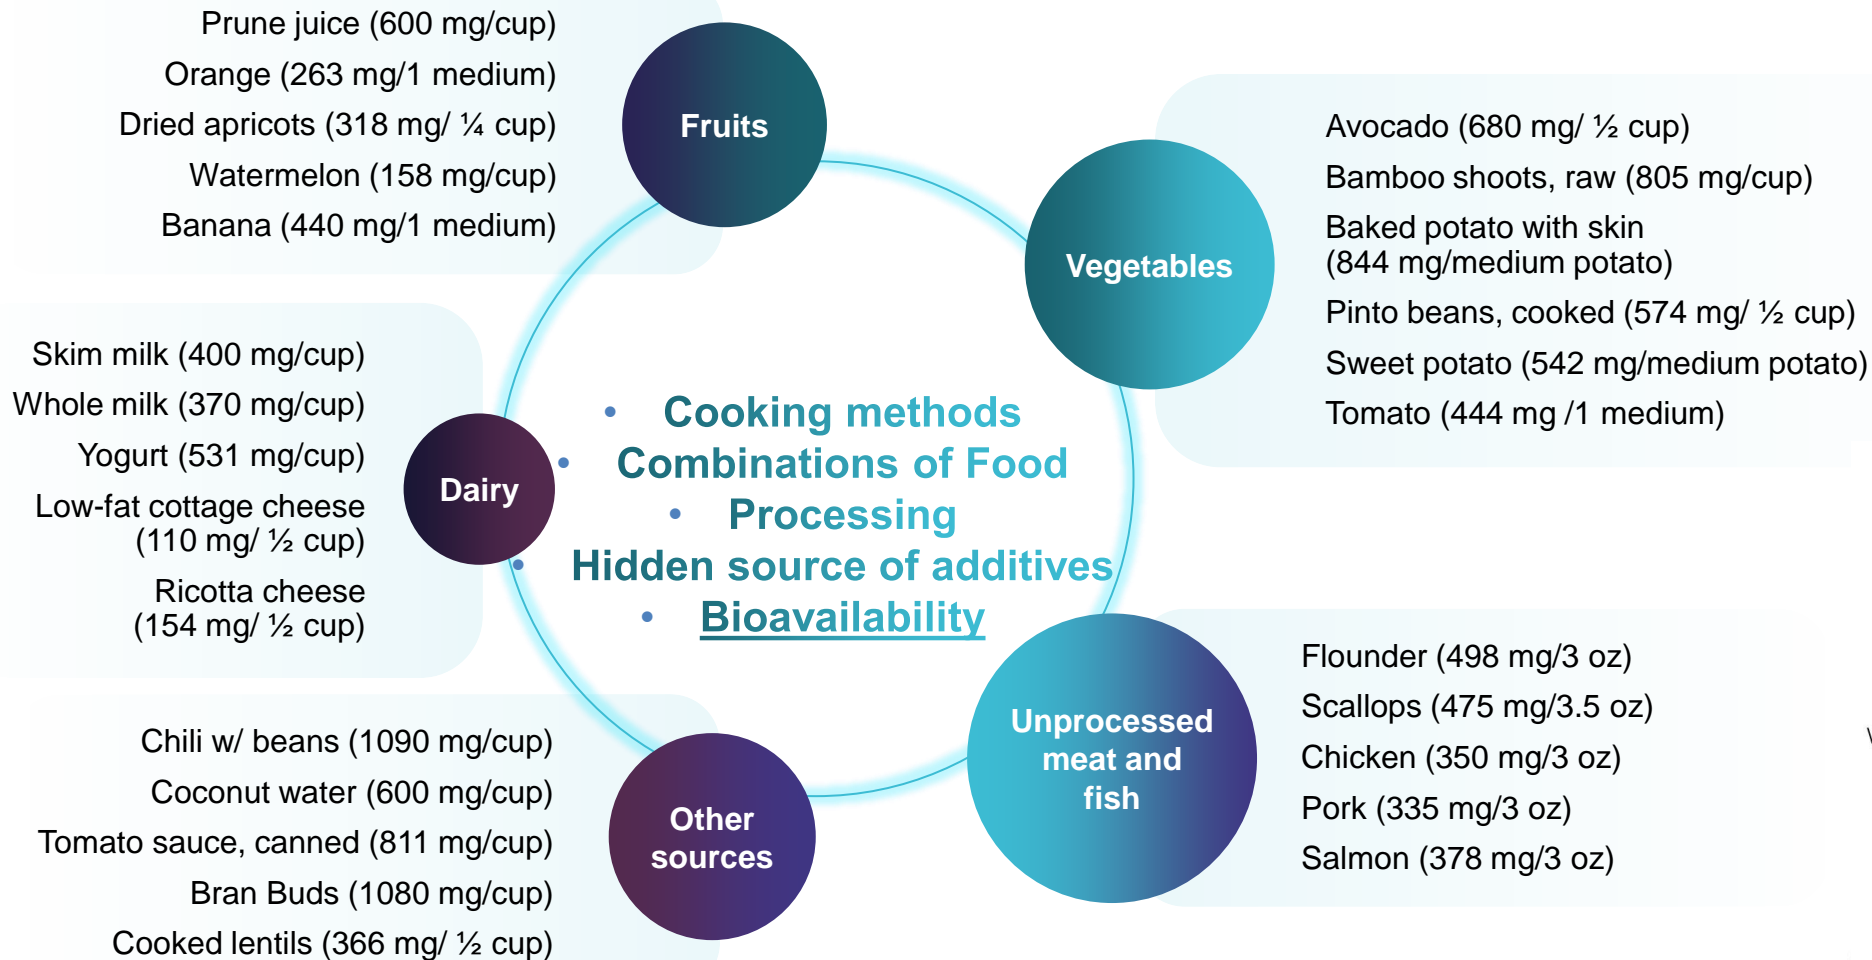 Prune juice (600 mg/cup)
Orange (263 mg/1 medium)
Dried apricots (318 mg/ ¼ cup)
Watermelon (158 mg/cup)
Banana (440 mg/1 medium)
Fruits
Vegetables
Avocado (680 mg/ ½ cup)
Bamboo shoots, raw (805 mg/cup)
Baked potato with skin
(844 mg/medium potato)
Pinto beans, cooked (574 mg/ ½ cup)
Sweet potato (542 mg/medium potato)
Tomato (444 mg /1 medium)
Skim milk (400 mg/cup)
Whole milk (370 mg/cup)
Yogurt (531 mg/cup)
Low-fat cottage cheese
(110 mg/ ½ cup)
Ricotta cheese
(154 mg/ ½ cup)
Dairy
• Cooking methods
• Combinations of Food
• Processing
• Hidden source of additives
• Bioavailability
Unprocessed
meat and
fish
Flounder (498 mg/3 oz)
Scallops (475 mg/3.5 oz)
Chicken (350 mg/3 oz)
Pork (335 mg/3 oz)
Salmon (378 mg/3 oz)
Chili w/ beans (1090 mg/cup)
Coconut water (600 mg/cup)
Tomato sauce, canned (811 mg/cup)
Bran Buds (1080 mg/cup)
Cooked lentils (366 mg/ ½ cup)
Other
sources